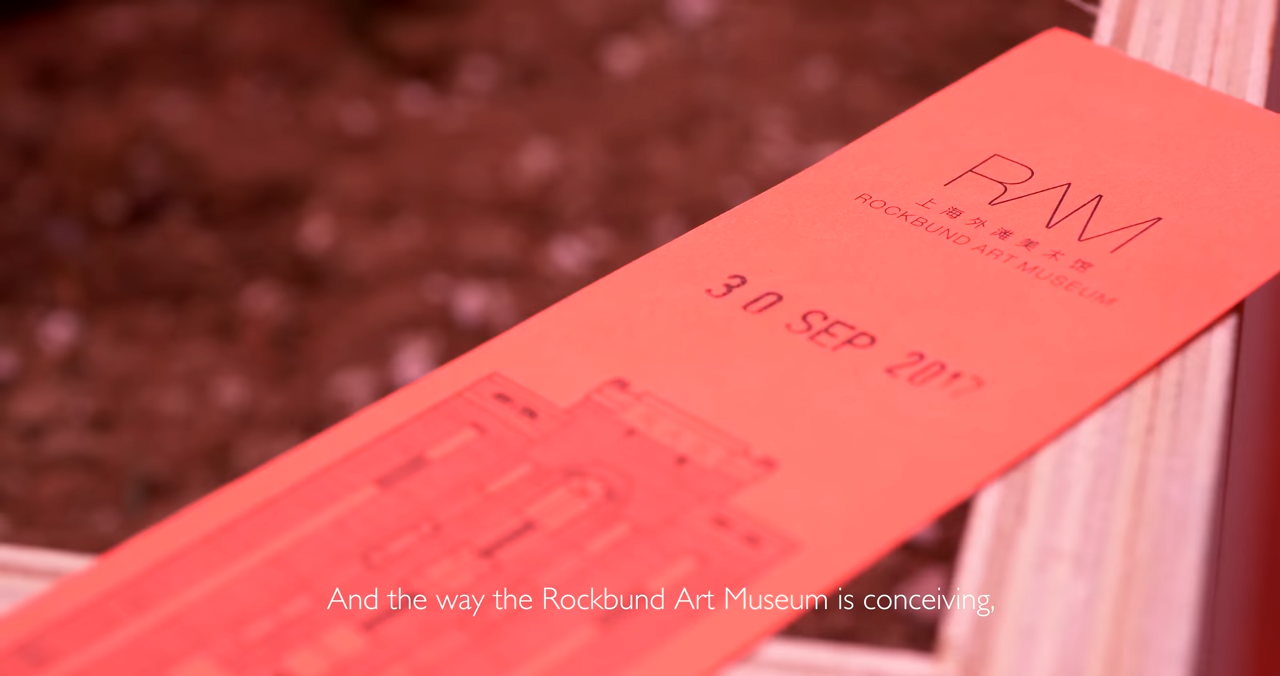 RAM
上海外滩美术馆
ROCKBUND ART MUSEUM
30 SEP 2017
And the way the Rockbund Art Museum is conceiving,